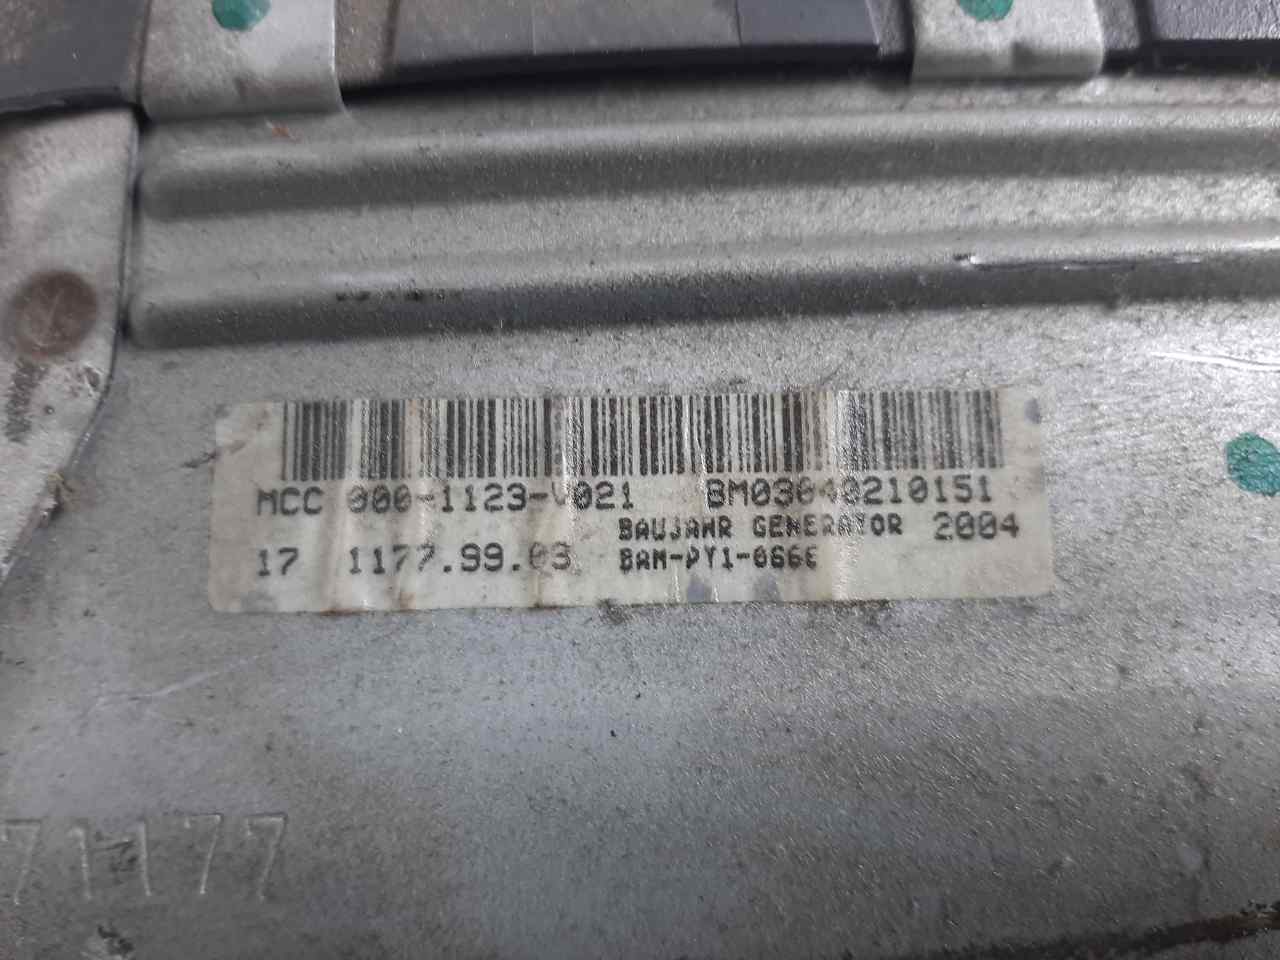 MCC 000-1123-V021 BM03040210151
BAUJAHR GENERATOR 2004
17 1177.99.03 BAM-PY1-0666
71177